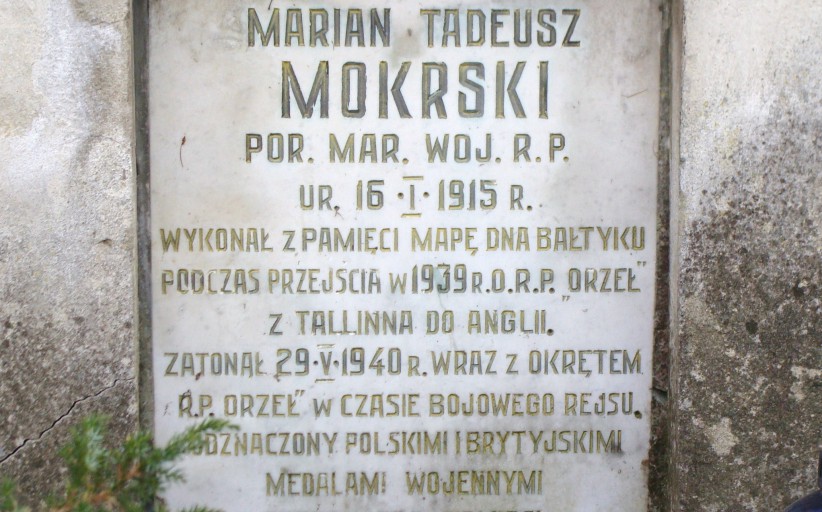 MARIAN TADEUSZ
MOKRSKI
POR. MAR. WOJ. R.P.
UR. 16·I·1915 R.
WYKONAŁ Z PAMIĘCI MAPĘ DNA BAŁTYKU
PODCZAS PRZEJSCIA W 1939 R.O.R.P. "ORZEŁ"
Z TALLINNA DO ANGLII.
ZATONĄŁ 29·V·1940 R. WRAZ Z OKRĘTEM
R.P. ORZEŁ" W CZASIE BOJOWEGO REJSU.
ODZNACZONY POLSKIMI I BRYTYJSKIMI
MEDALAMI WOJENNYMI